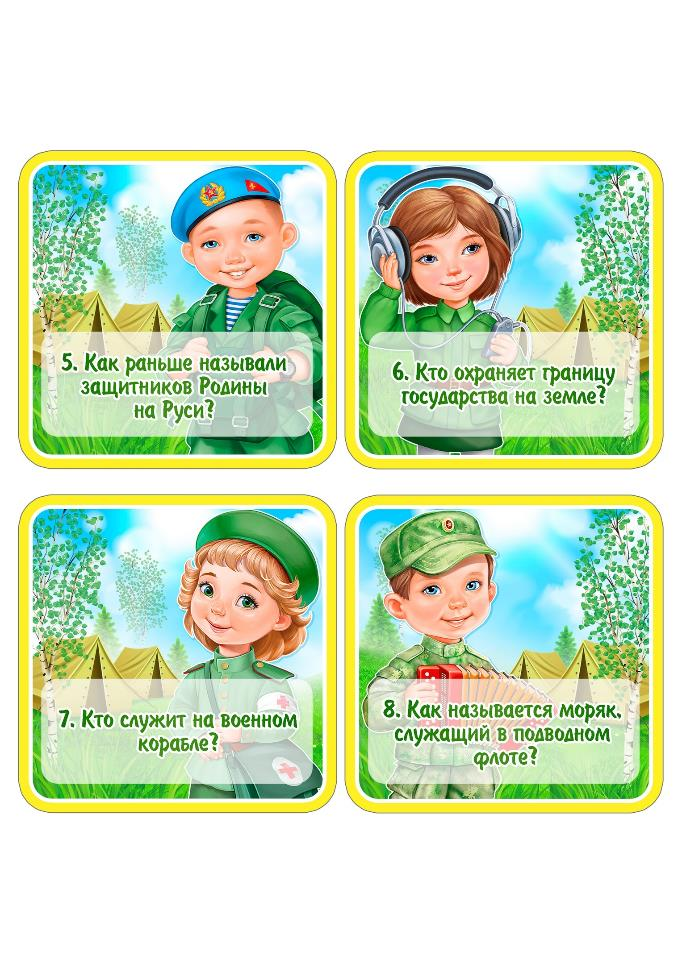 5. Как раньше называли
защитников Родины
на Руси?
6. Кто охраняет границу
государства на земле?
7. Кто служит на военном
корабле?
8. Как называется моряк,
служащий в подводном
флоте?